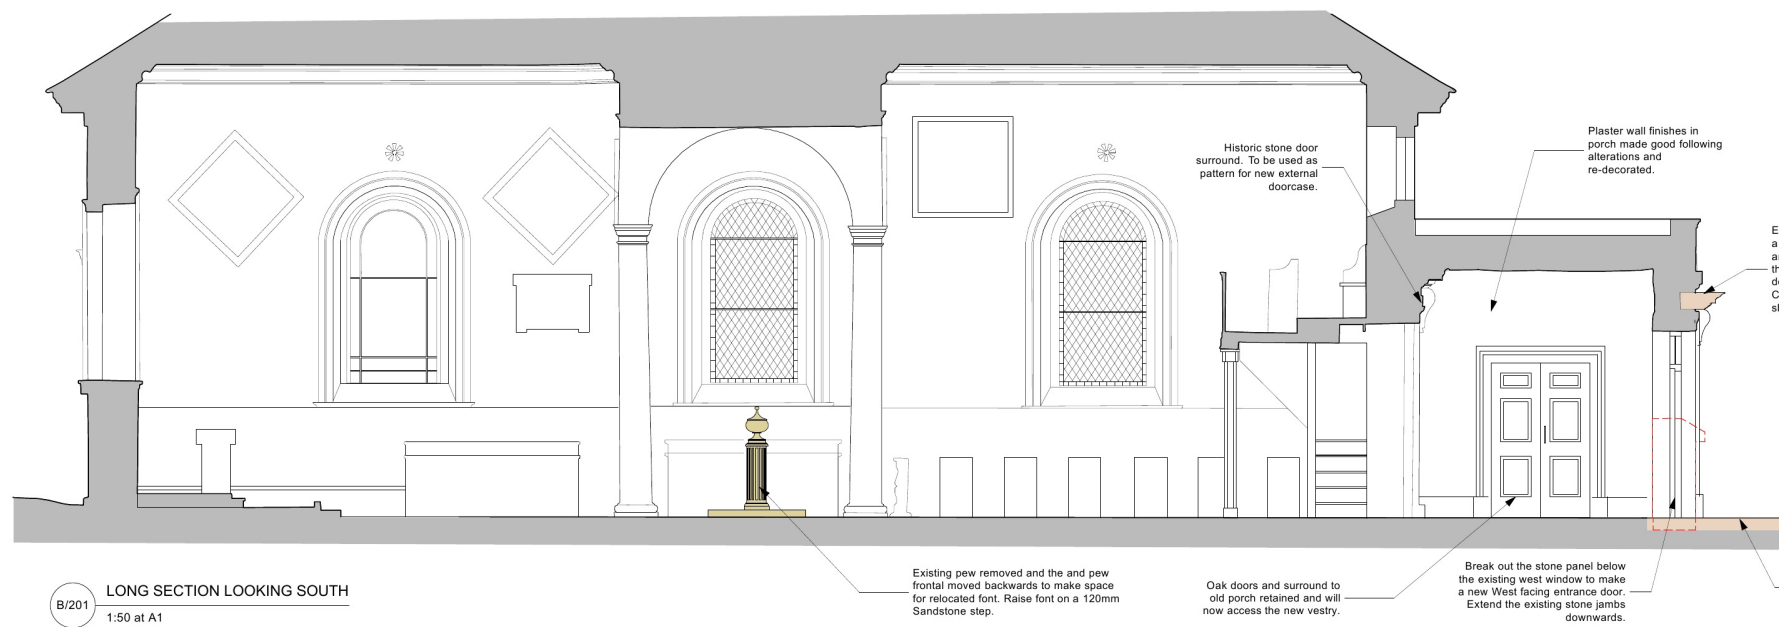 Plaster wall finishes in
porch made good following
alterations and
re-decorated.
Historic stone door
surround. To be used as
pattern for new external
doorcase.
Existing pew removed and the and pew
frontal moved backwards to make space
for relocated font. Raise font on a 120mm
Sandstone step.
Oak doors and surround to
old porch retained and will
now access the new vestry.
Break out the stone panel below
the existing west window to make
a new West facing entrance door.
Extend the existing stone jambs
downwards.
B/201
LONG SECTION LOOKING SOUTH
1:50 at A1